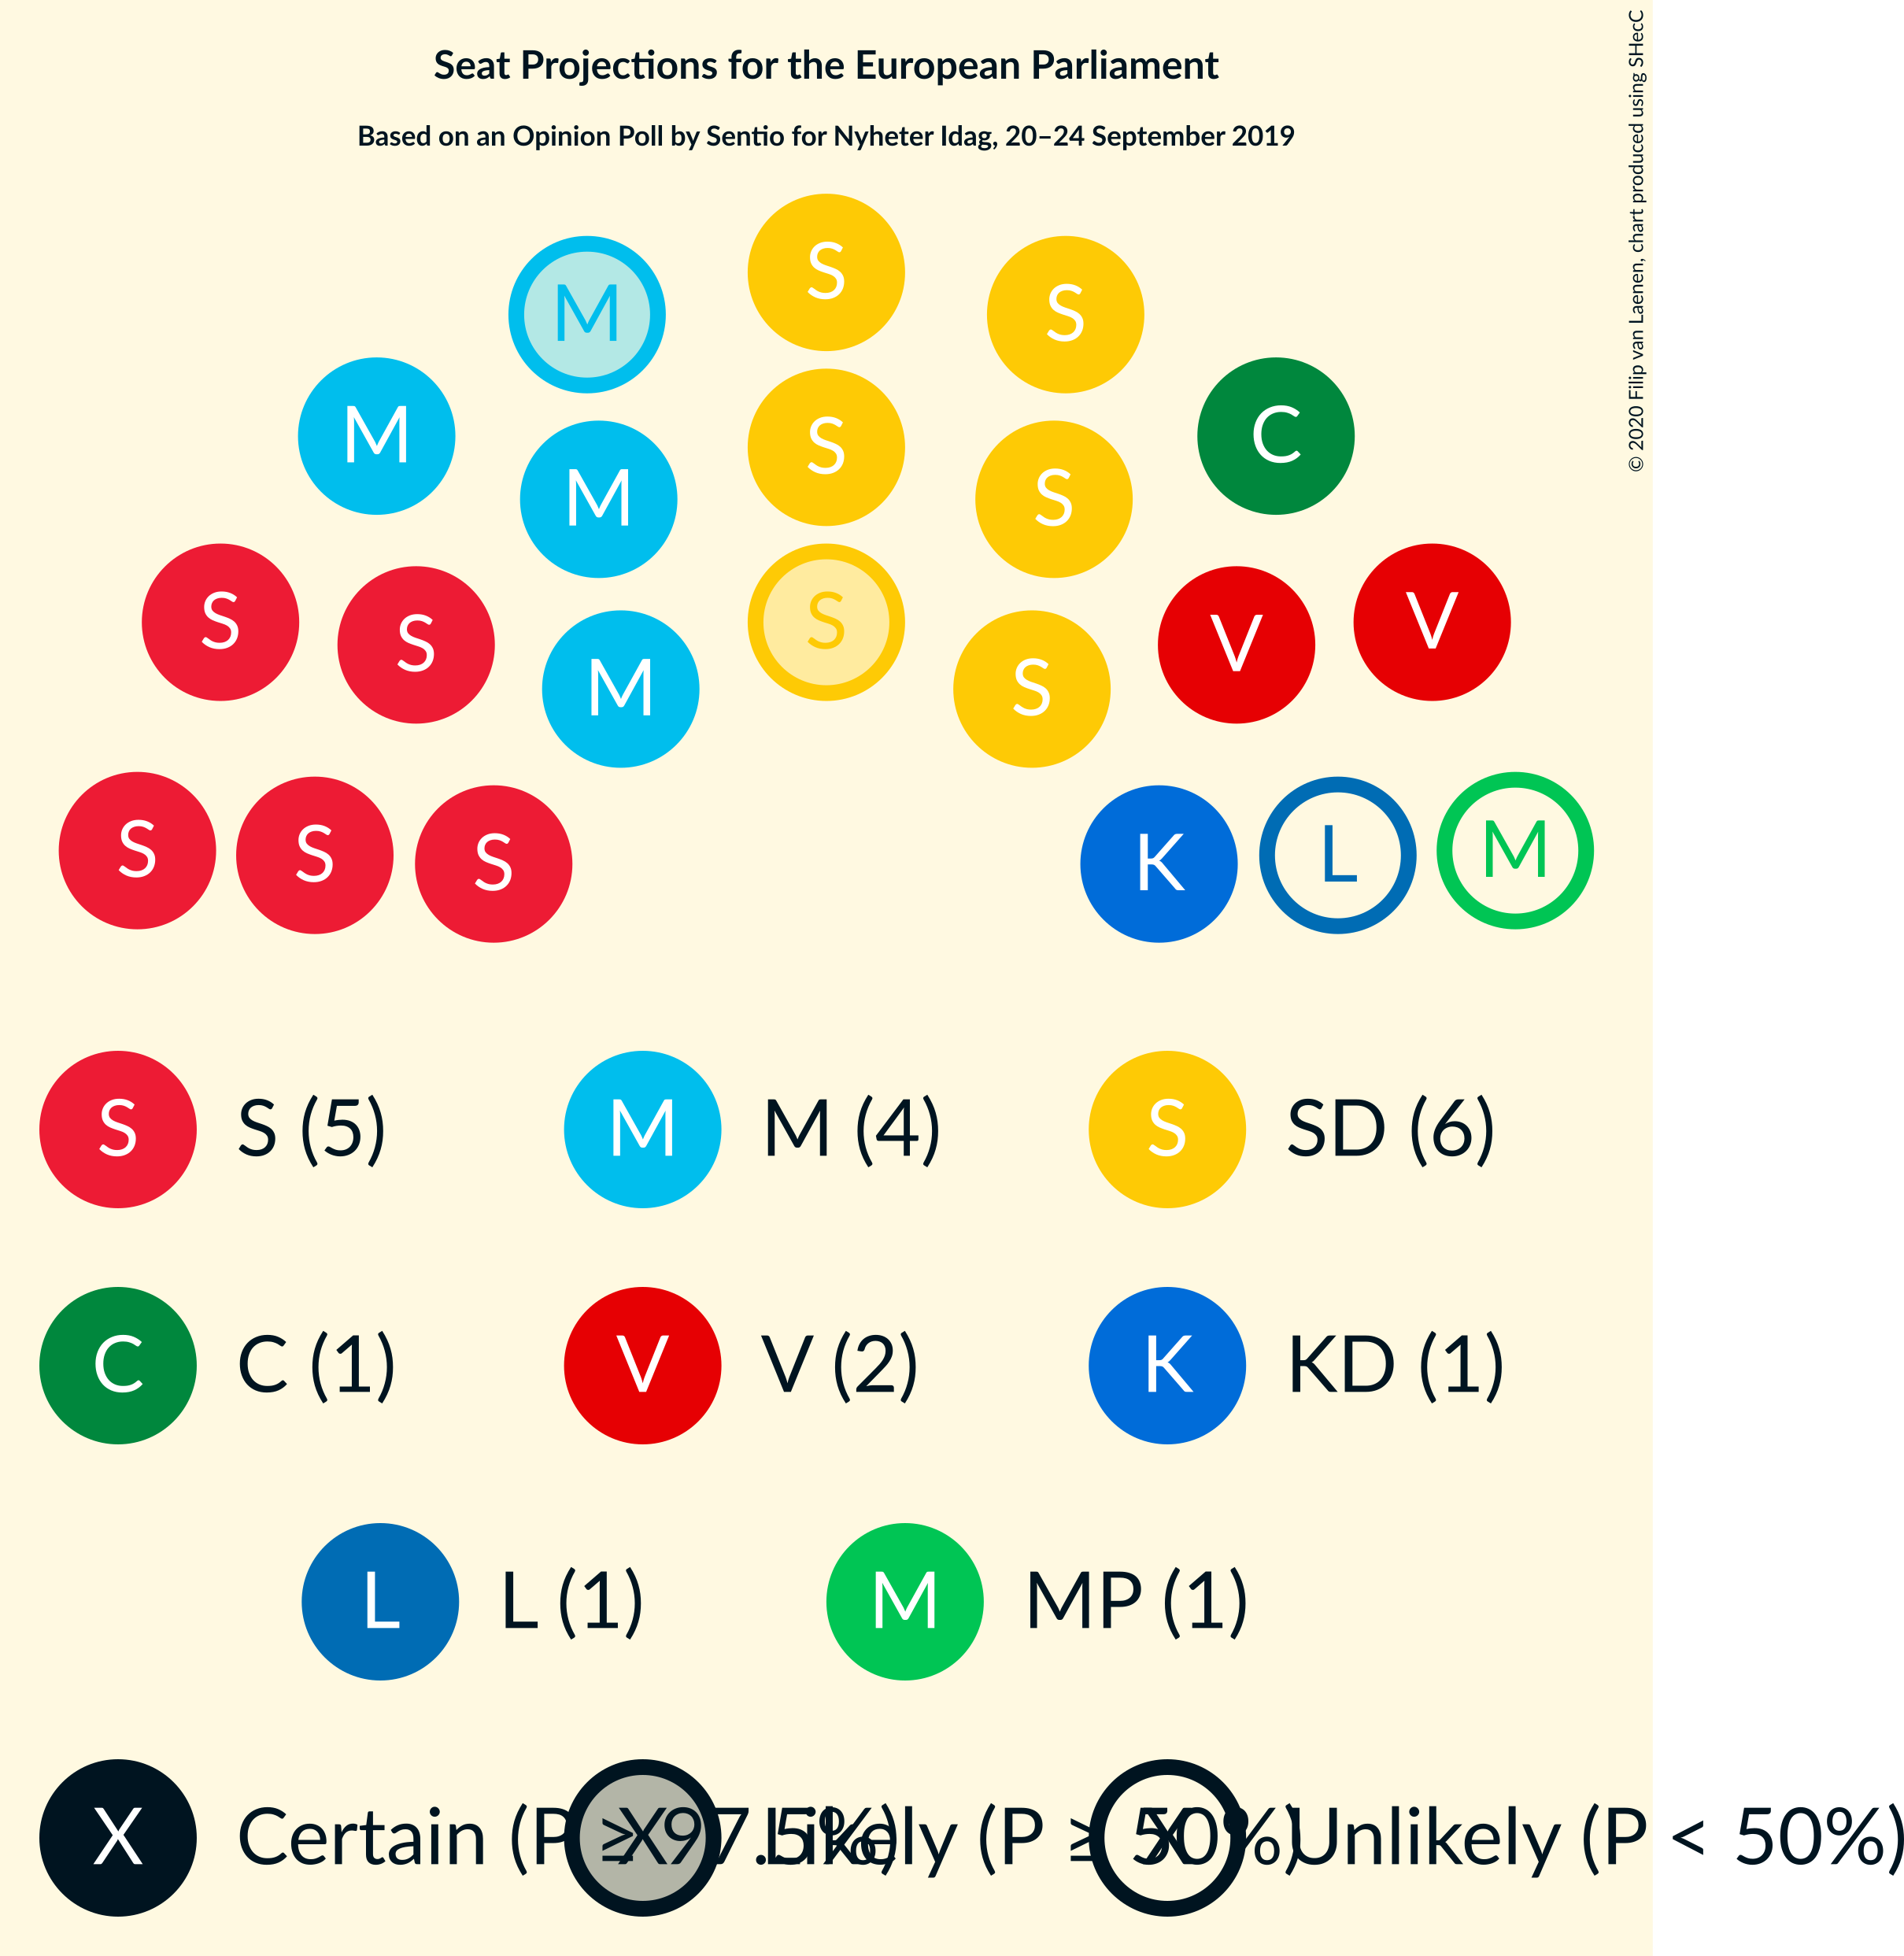 Seat Projections for the European Parliament
Based on an Opinion Poll by Sentio for Nyheter Idag, 20–24 September 2019
© 2020 Filip van Laenen, chart produced using SHecC
S
M S
M S C
M S
S S V
S S V
M S
S S S K L M
S S (5) M M (4) S SD (6)
C C (1) V V (2) K KD (1)
L L (1) M MP (1)
X Certain (P ≥ 97.5%) X Likely (P ≥ 50%) X Unlikely (P < 50%)